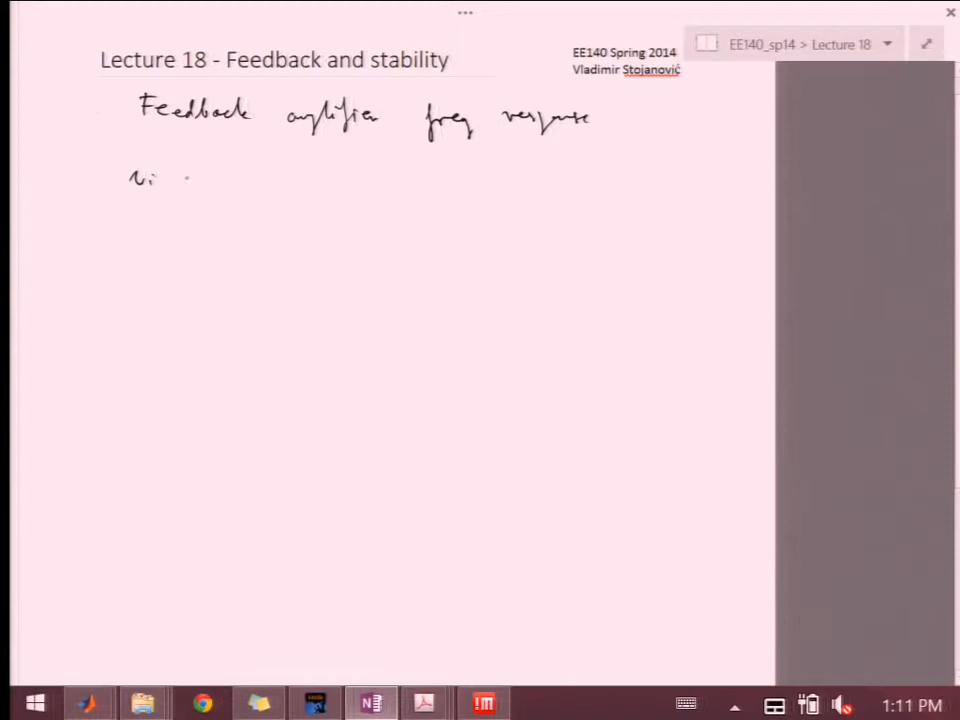 •••
EE140_sp14 > Lecture 18
Lecture 18 - Feedback and stability
EE140 Spring 2014
Vladimir Stojanović
Feedback amplifier freq response
vi
N
!M
1:11 PM